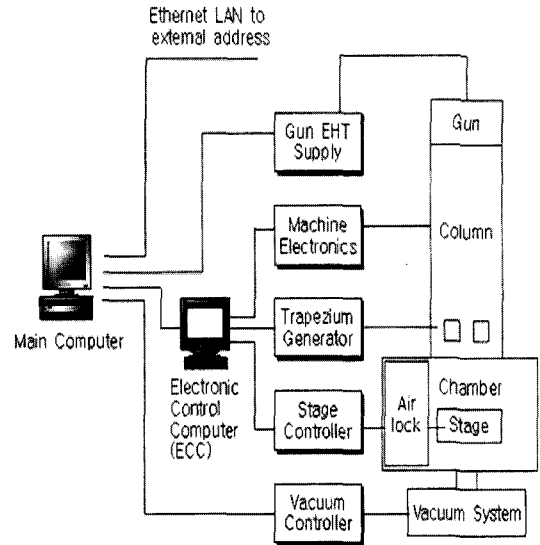 Ethernet LAN to
external address
Gun EHT
Supply
Gun
Machine
Electronics
Column
Main Computer
Trapezium
Generator
Electronic
Control
Computer
(ECC)
Stage
Controller
Air
lock
Chamber
Stage
Vacuum
Controller
Vacuum System